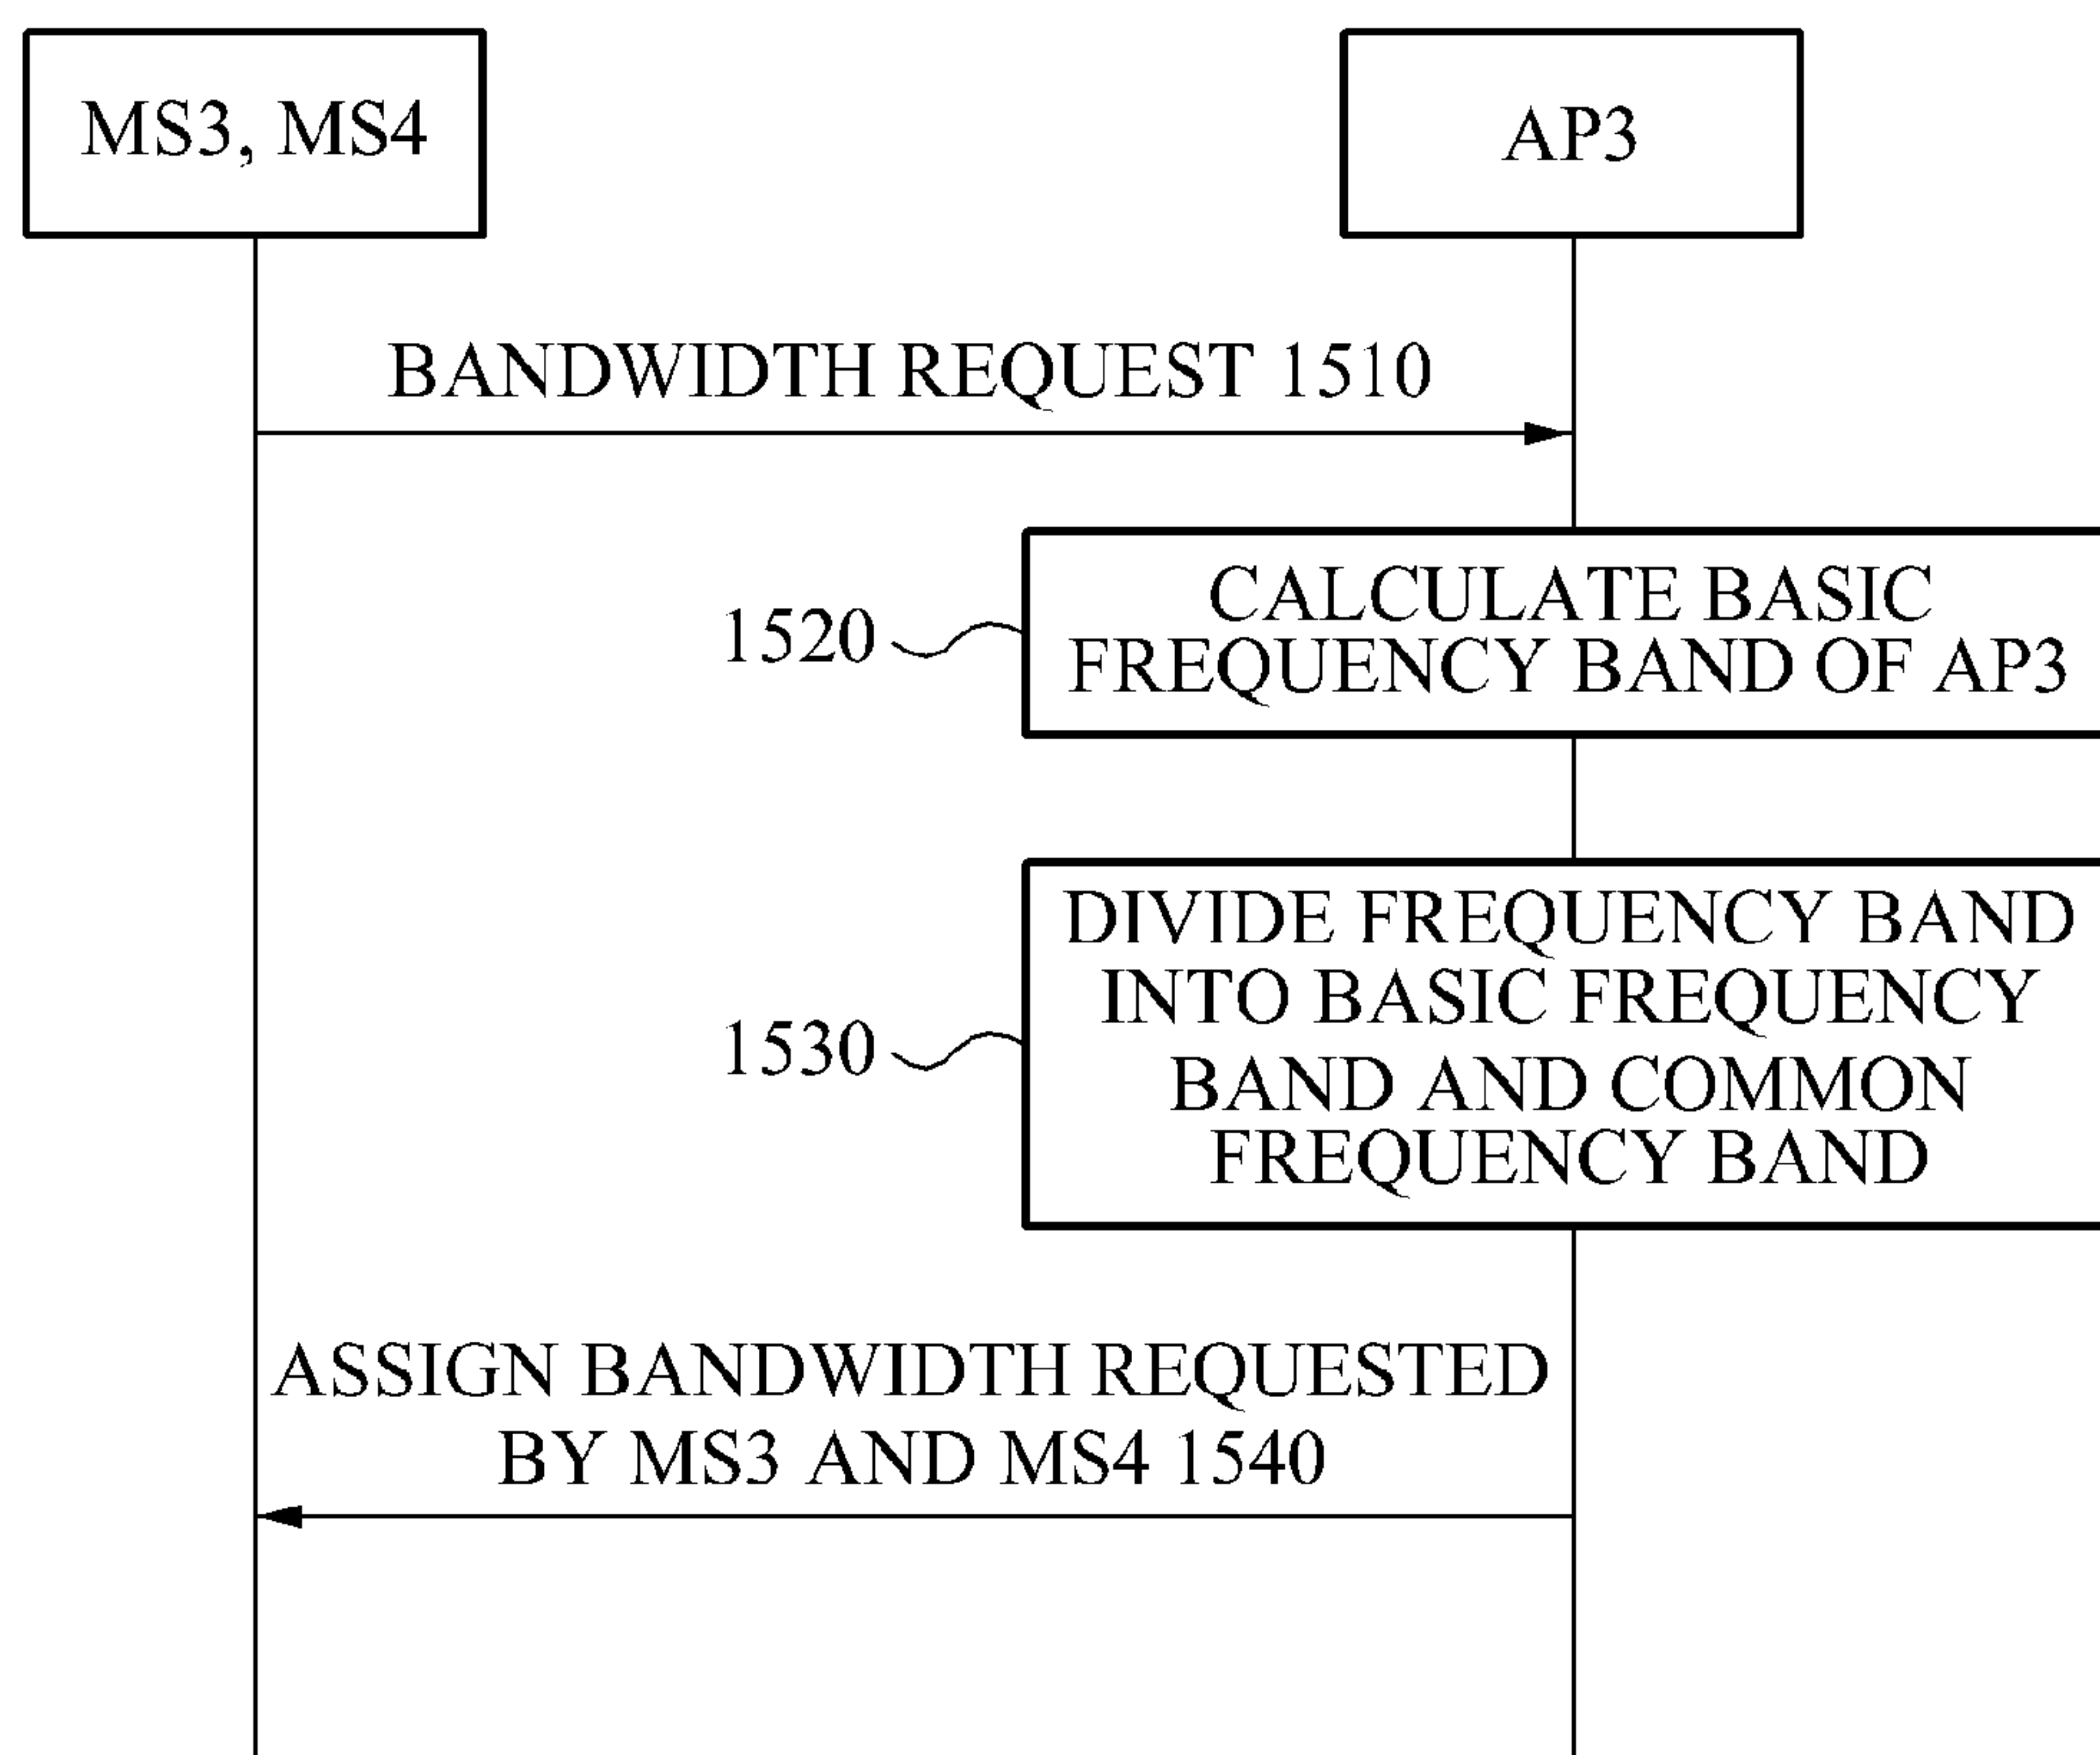 MS3, MS4
AP3
BANDWIDTH REQUEST 1510
1520
CALCULATE BASIC
FREQUENCY BAND OF AP3
1530
DIVIDE FREQUENCY BAND
INTO BASIC FREQUENCY
BAND AND COMMON
FREQUENCY BAND
ASSIGN BANDWIDTH REQUESTED
BY MS3 AND MS4 1540